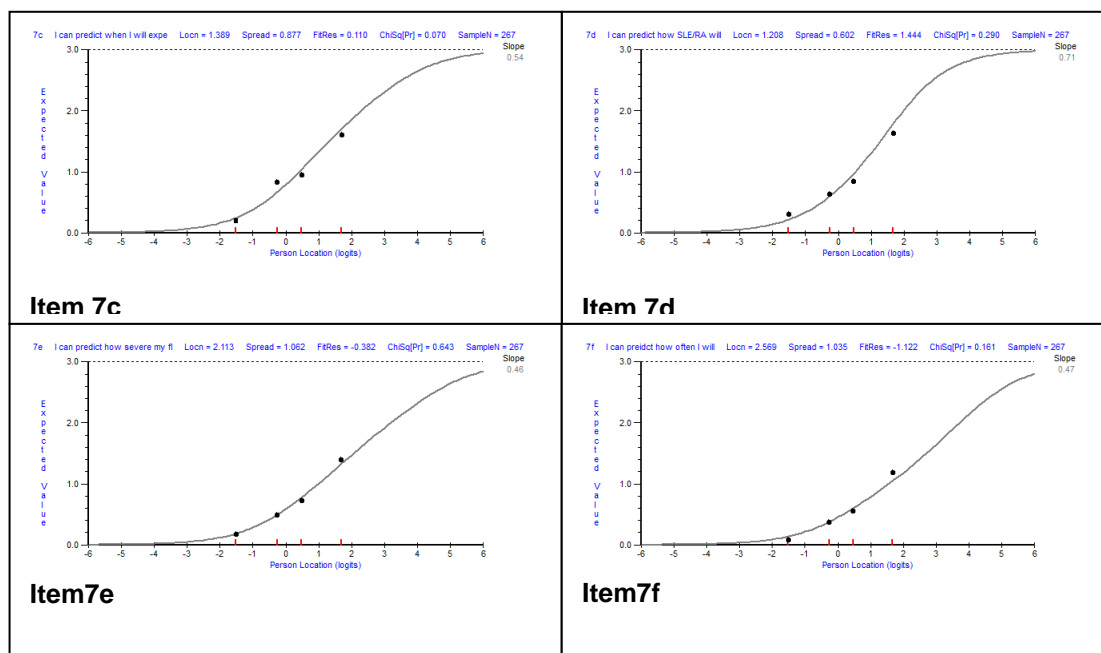 7c I can predict when I will expe Locn = 1.389 Spread = 0.877 FitRes = 0.110 ChiSq[Pr] = 0.070 SampleN = 267
Slope
0.54
3.0
2.0
1.0
0.0
Expected Value
-6 -5 -4 -3 -2 -1 0 1 2 3 4 5 6
Person Location (logits)
Item 7c
7d I can predict how SLE/RA will Locn = 1.208 Spread = 0.602 FitRes = 1.444 ChiSq[Pr] = 0.290 SampleN = 267
Slope
0.71
3.0
2.0
1.0
0.0
Expected Value
-6 -5 -4 -3 -2 -1 0 1 2 3 4 5 6
Person Location (logits)
Item 7d
7e I can predict how severe my fl Locn = 2.113 Spread = 1.062 FitRes = -0.382 ChiSq[Pr] = 0.643 SampleN = 267
Slope
0.46
3.0
2.0
1.0
0.0
Expected Value
-6 -5 -4 -3 -2 -1 0 1 2 3 4 5 6
Person Location (logits)
Item7e
7f I can preidct how often I will Locn = 2.569 Spread = 1.035 FitRes = -1.122 ChiSq[Pr] = 0.161 SampleN = 267
Slope
0.47
3.0
2.0
1.0
0.0
Expected Value
-6 -5 -4 -3 -2 -1 0 1 2 3 4 5 6
Person Location (logits)
Item7f